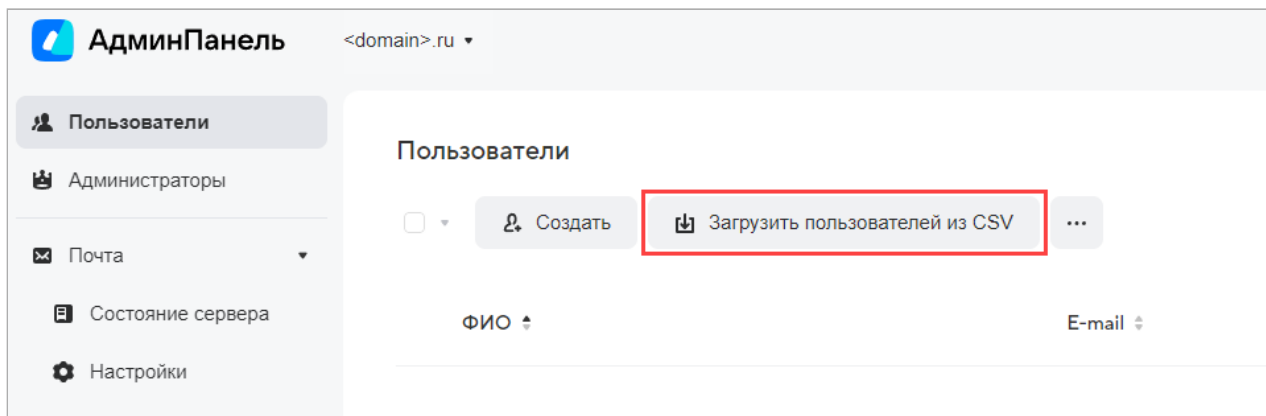 АдминПанель
<domain>.ru
Пользователи
Администраторы
Почта
Состояние сервера
Настройки
Пользователи
Создать
Загрузить пользователей из CSV
...
ФИО
E-mail